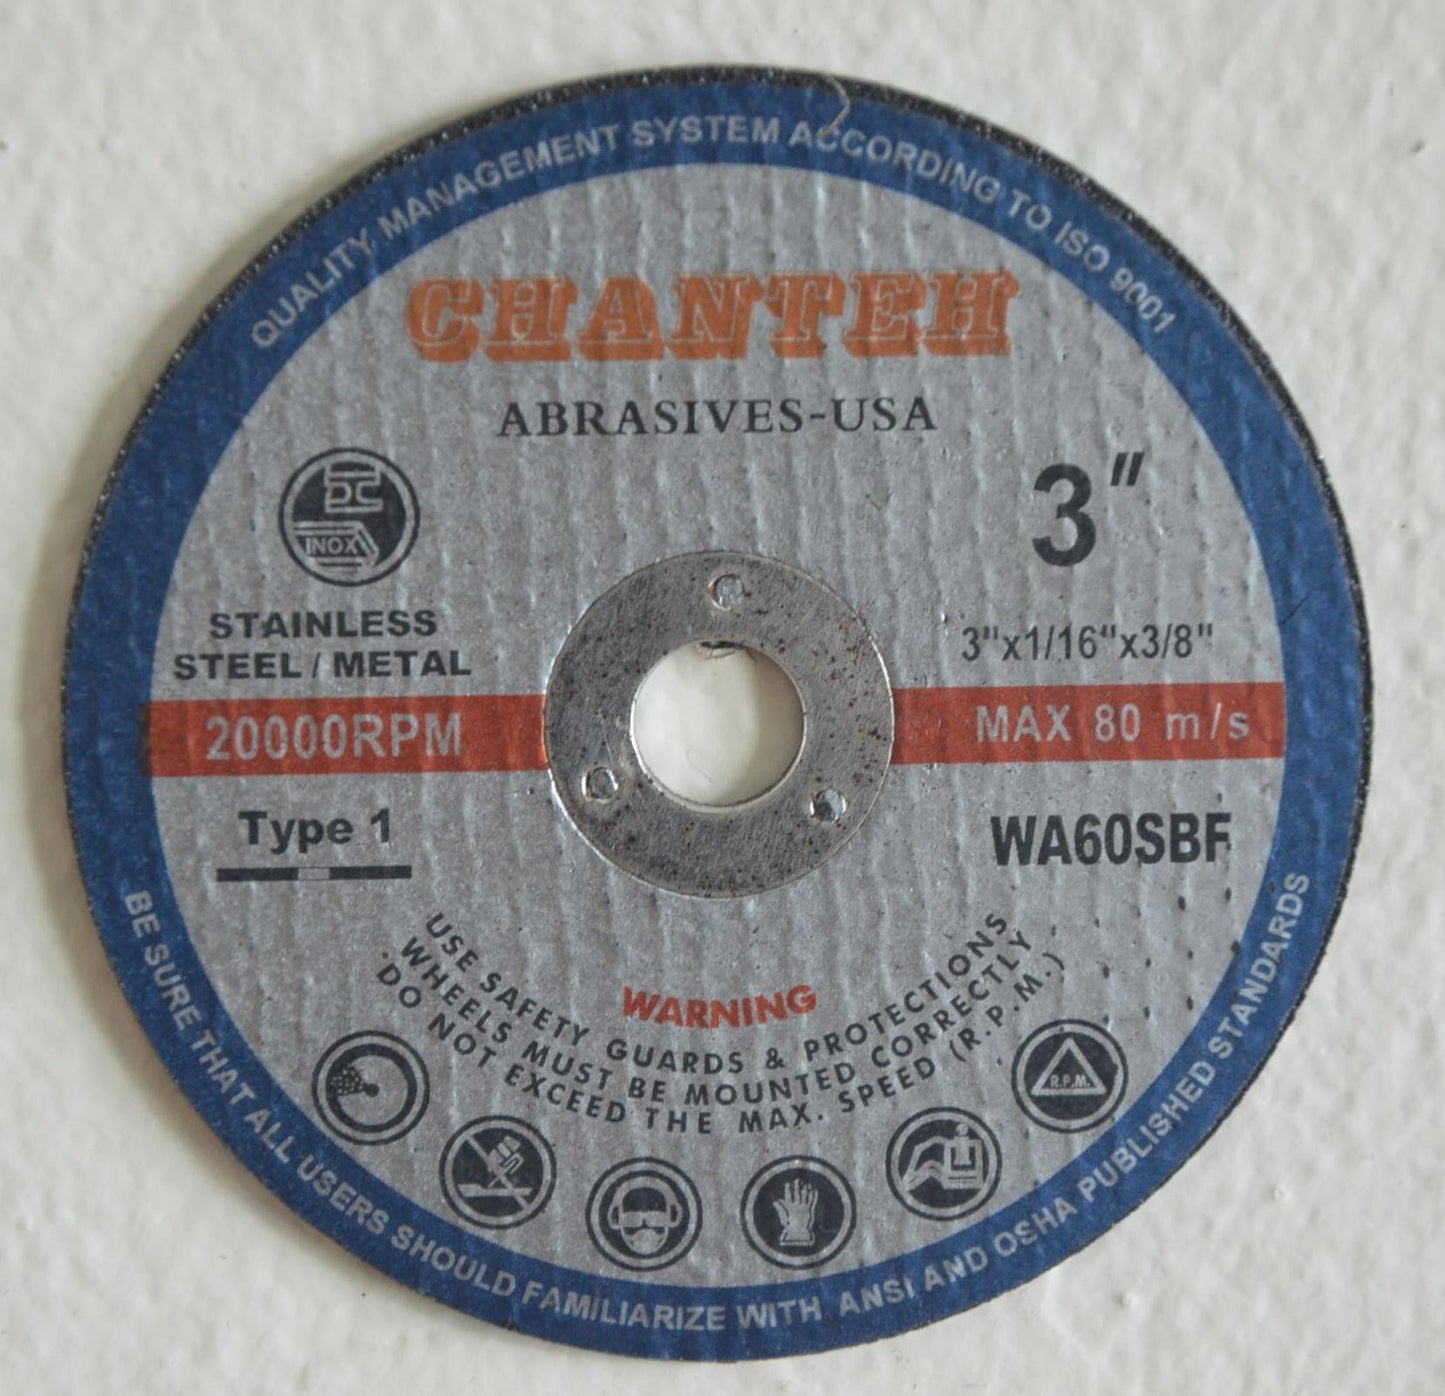 QUALITY MANAGEMENT SYSTEM ACCORDING TO ISO 9001
CHANTEH
ABRASIVES-USA
3"
INOX
STAINLESS
STEEL / METAL
3"x1/16"x3/8"
20000RPM
MAX 80 m/s
Type 1
WA60SBF
WARNING
USE SAFETY GUARDS & PROTECTIONS
WHEELS MUST BE MOUNTED CORRECTLY
DO NOT EXCEED THE MAX. SPEED (R.P.M.)
R.P.M.
BE SURE THAT ALL USERS SHOULD FAMILIARIZE WITH ANSI AND OSHA PUBLISHED STANDARDS